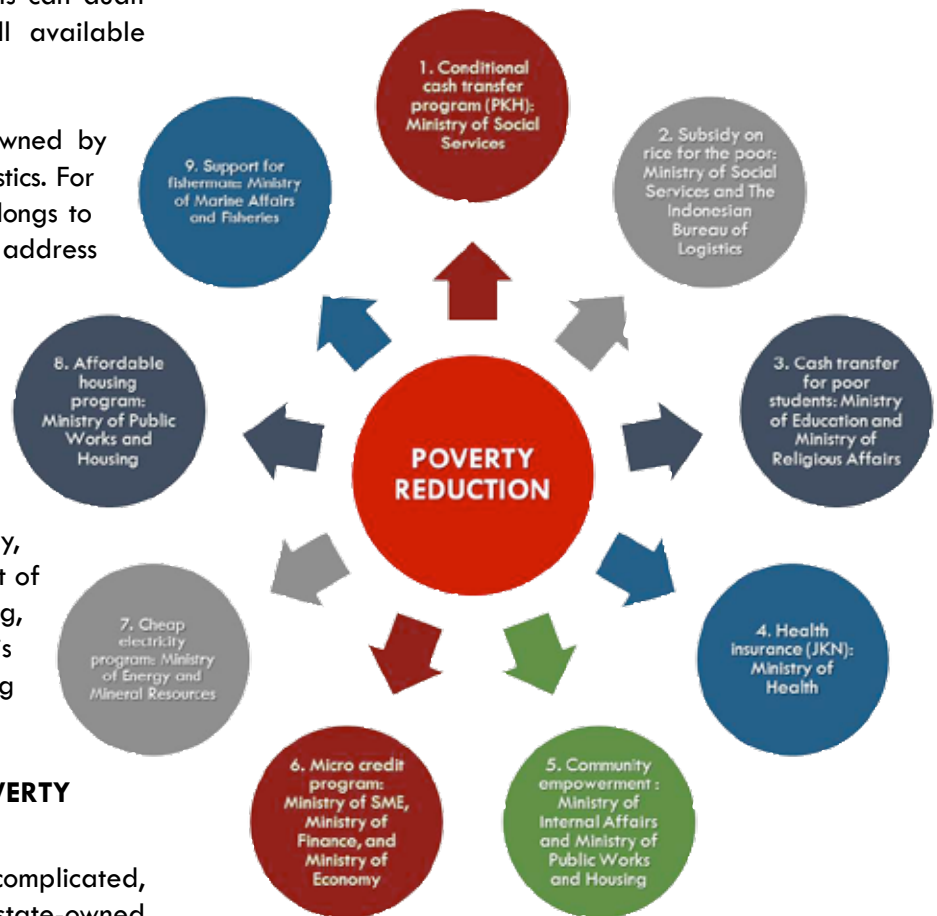 ns can audit
ll available
wned by
stics. For
longs to
address
y,
t of
g,
s
g
VERTY
complicated,
state-owned
1. Conditional
cash transfer
program (PKH):
Ministry of Social
Services
2. Subsidy on
rice for the poor:
Ministry of Social
Services and The
Indonesian
Bureau of
Logistics
3. Cash transfer
for poor
students: Ministry
of Education and
Ministry of
Religious Affairs
4. Health
insurance (JKN):
Ministry of
Health
5. Community
empowerment :
Ministry of
Internal Affairs
and Ministry of
Public Works
and Housing
6. Micro credit
program:
Ministry of SME,
Ministry of
Finance, and
Ministry of
Economy
7. Cheap
electricity
program: Ministry
of Energy and
Mineral Resources
8. Affordable
housing
program:
Ministry of Public
Works and
Housing
9. Support for
fisherman: Ministry
of Marine Affairs
and Fisheries
POVERTY
REDUCTION